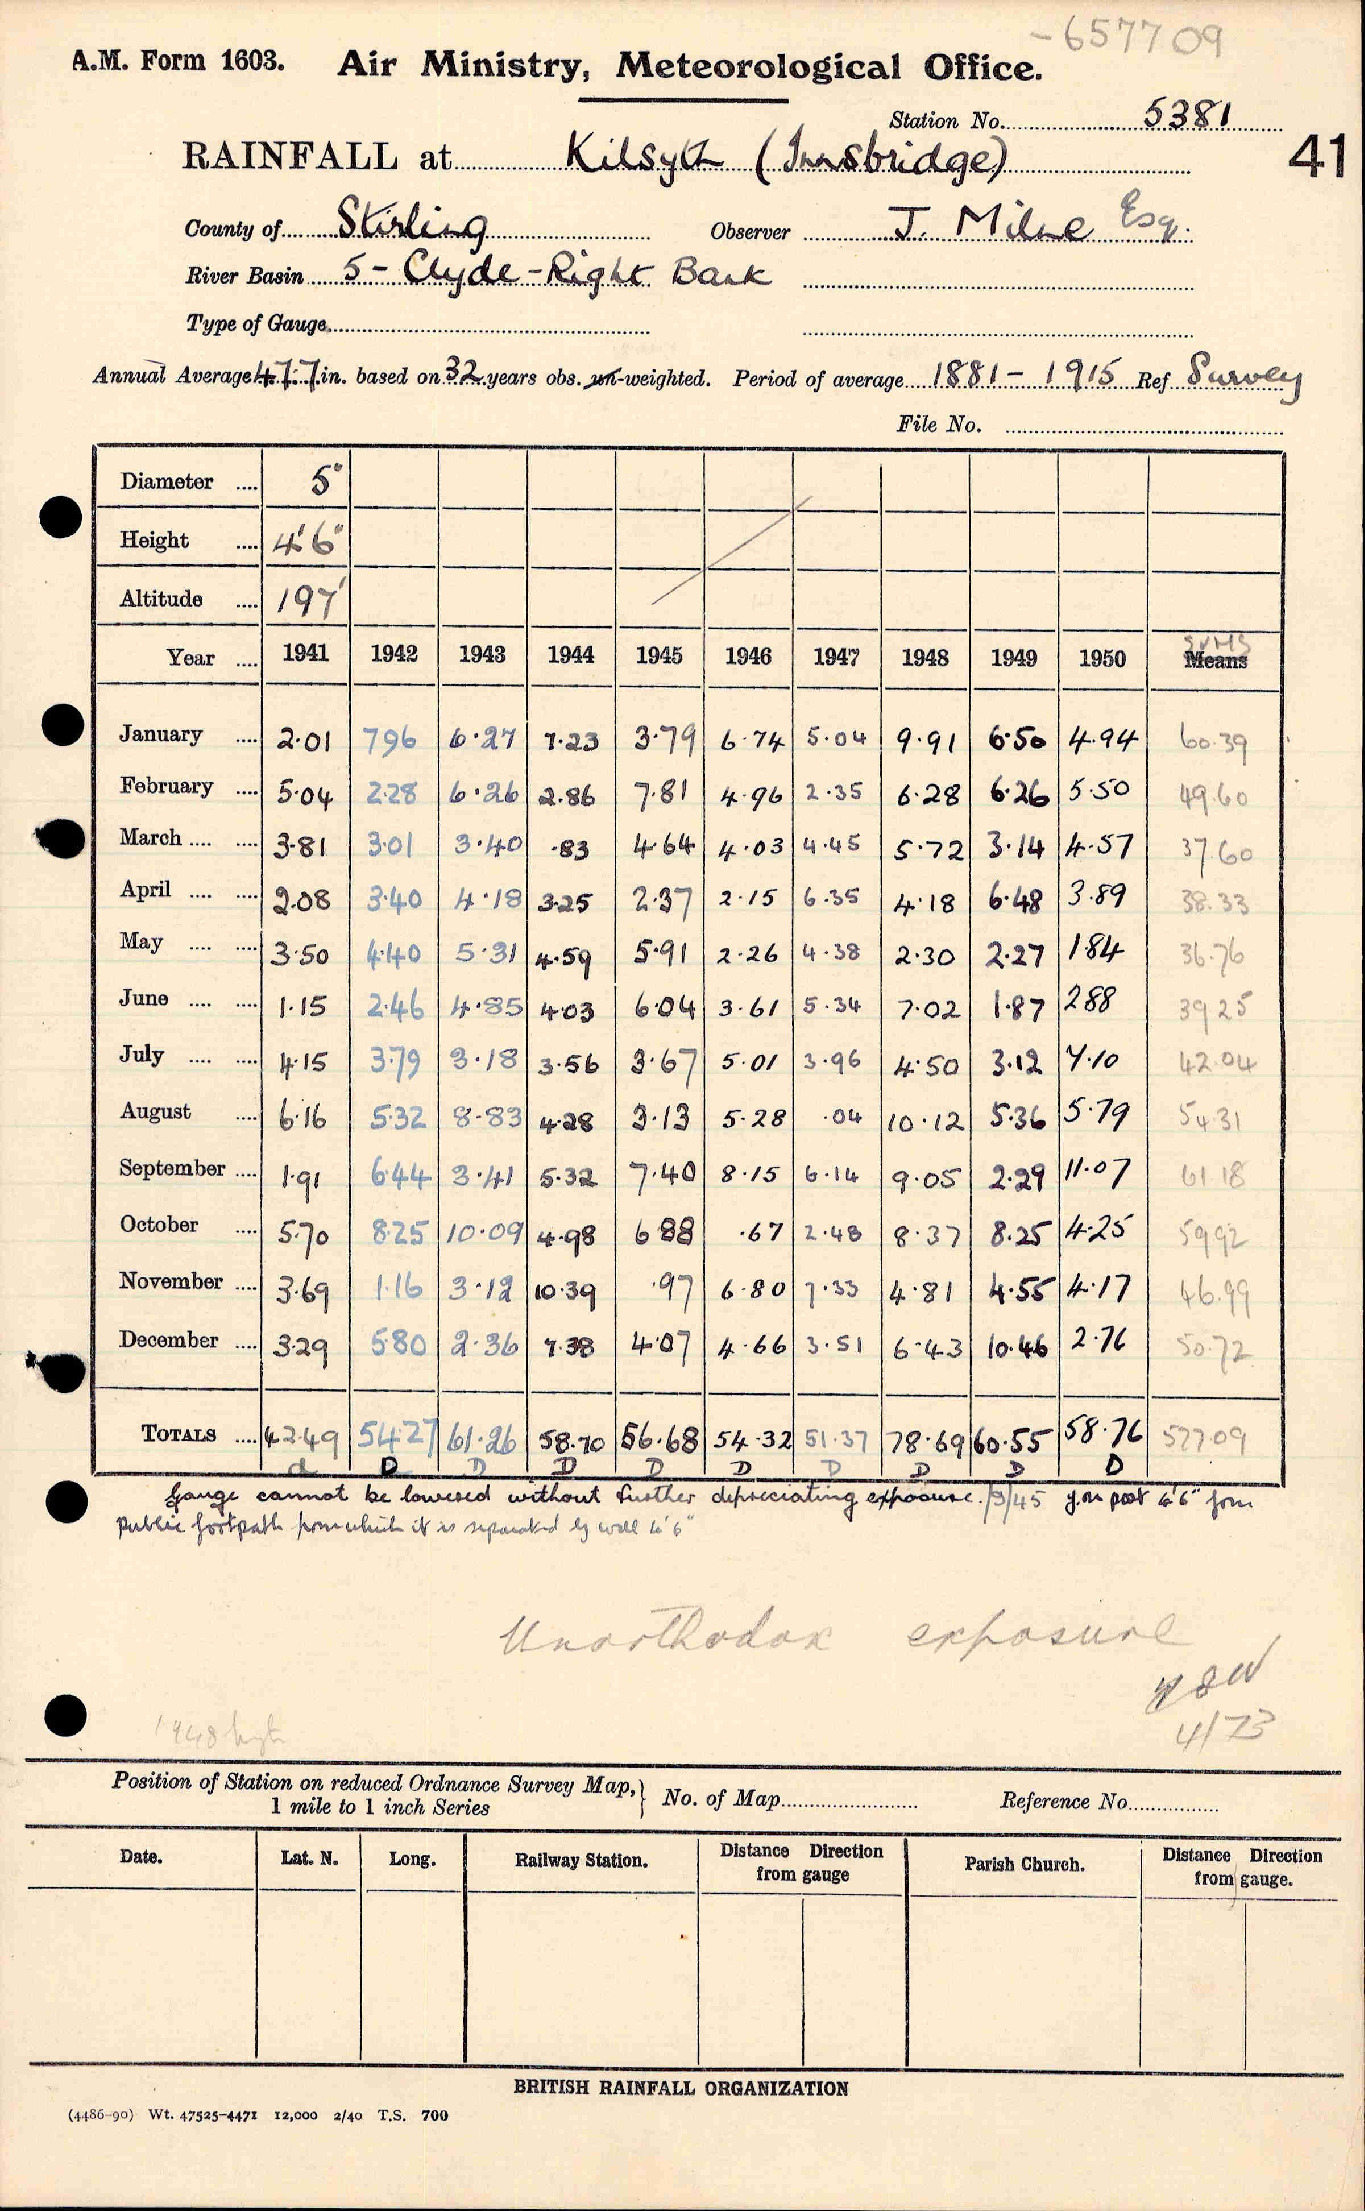 -657709
A.M. Form 1603. Air Ministry, Meteorological Office.
Station No. 5381
41
RAINFALL at Kilsyth (Innsbridge)
County of Stirling Observer J. Milne Esq.
River Basin 5 - Clyde - Right Bank
Type of Gauge
Annual Average 47.7 in. based on 32 years obs. un-weighted. Period of average 1881 - 1915 Ref Survey
File No.
Diameter .... 5"
Height .... 4'6"
Altitude .... 197'
Sums
Year .... 1941 1942 1943 1944 1945 1946 1947 1948 1949 1950 Means
January .... 2.01 7.96 6.27 7.23 3.79 6.74 5.04 9.91 6.50 4.94 60.39
February .... 5.04 2.28 6.26 2.86 7.81 4.96 2.35 6.28 6.26 5.50 49.60
March .... .... 3.81 3.01 3.40 .83 4.64 4.03 4.45 5.72 3.14 4.57 37.60
April .... .... 2.08 3.40 4.18 3.25 2.37 2.15 6.35 4.18 6.48 3.89 38.33
May .... .... 3.50 4.40 5.31 4.59 5.91 2.26 4.38 2.30 2.27 1.84 36.76
June .... .... 1.15 2.46 4.85 4.03 6.04 3.61 5.34 7.02 1.87 2.88 39.25
July .... .... 4.15 3.79 3.18 3.56 3.67 5.01 3.96 4.50 3.12 7.10 42.04
August .... 6.16 5.32 8.83 4.28 3.13 5.28 .04 10.12 5.36 5.79 54.31
September .... 1.91 6.44 3.41 5.32 7.40 8.15 6.14 9.05 2.29 11.07 61.18
October .... 5.70 8.25 10.09 4.98 6.88 .67 2.48 8.37 8.25 4.25 59.92
November .... 3.69 1.16 3.12 10.39 .97 6.80 7.33 4.81 4.55 4.17 46.99
December .... 3.29 5.80 2.36 7.38 4.07 4.66 3.51 6.43 10.46 2.76 50.72
TOTALS .... 42.49 54.27 61.26 58.70 56.68 54.32 51.37 78.69 60.55 58.76 577.09
d D D D D D D D D D
Gauge cannot be lowered without further depreciating exposure. /9/45 on post 4'6" from
public footpath from which it is separated by wall 4'6"
Unorthodox exposure
4/73
1948 high
Position of Station on reduced Ordnance Survey Map, } No. of Map Reference No.
1 mile to 1 inch Series
Date. Lat. N. Long. Railway Station. Distance from gauge Direction Parish Church. Distance from gauge. Direction
BRITISH RAINFALL ORGANIZATION
(4486-90) Wt. 47525-4471 12,000 2/40 T.S. 700